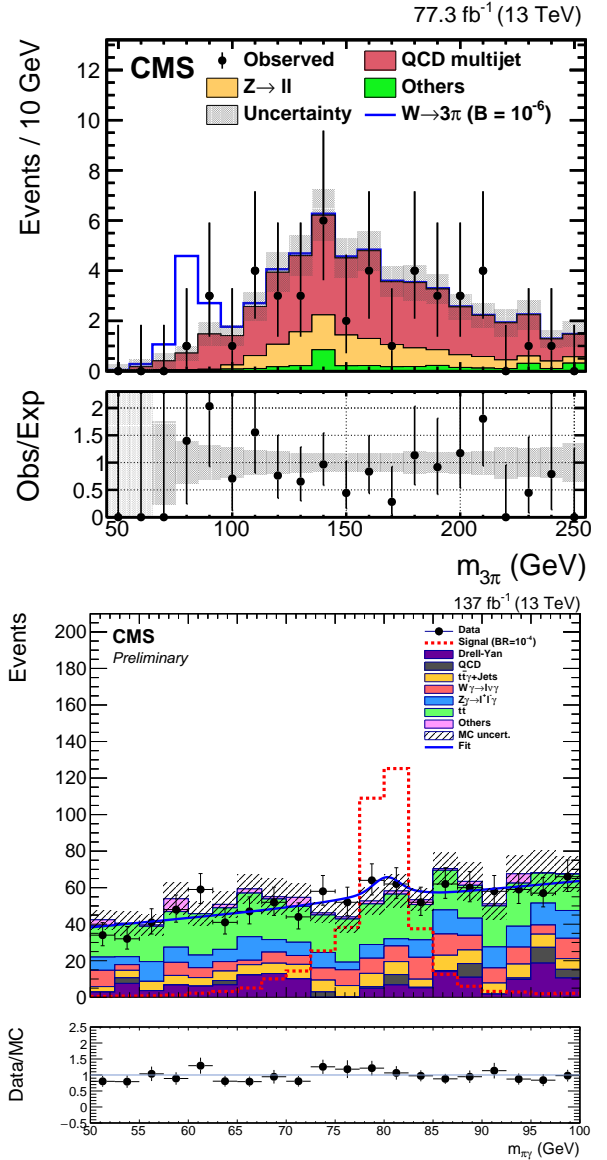 77.3 fb⁻¹ (13 TeV)
CMS
Observed
QCD multijet
Z→ ll
Others
Uncertainty
W→3π (B = 10⁻⁶)
Events / 10 GeV
12
10
8
6
4
2
0
Obs/Exp
2
1.5
1
0.5
0
50 100 150 200 250
m3π (GeV)
137 fb⁻¹ (13 TeV)
CMS
Preliminary
Data
Signal (BR=10⁻⁴)
Drell-Yan
QCD
tt̄γ+Jets
Wγ→lνγ
Zγ→l⁺l⁻γ
tt
Others
MC uncert.
Fit
Events
200
180
160
140
120
100
80
60
40
20
0
Data/MC
2.5
2
1.5
1
0.5
0
−0.5
50 55 60 65 70 75 80 85 90 95 100
mπγ (GeV)